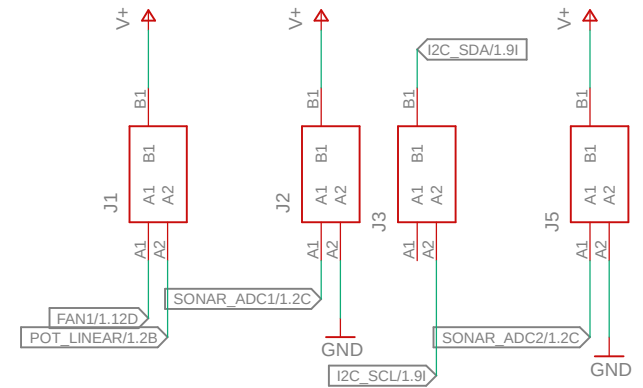 V+
V+
V+
I2C_SDA/1.9I
B1
B1
B1
B1
B1
B1
B1
B1
A1
A2
A1
A2
A1
A2
A1
A2
J1
J2
J3
J5
A1
A2
A1
A2
A1
A2
A1
A2
SONAR_ADC1/1.2C
FAN1/1.12D
POT_LINEAR/1.2B
SONAR_ADC2/1.2C
GND
GND
I2C_SCL/1.9I